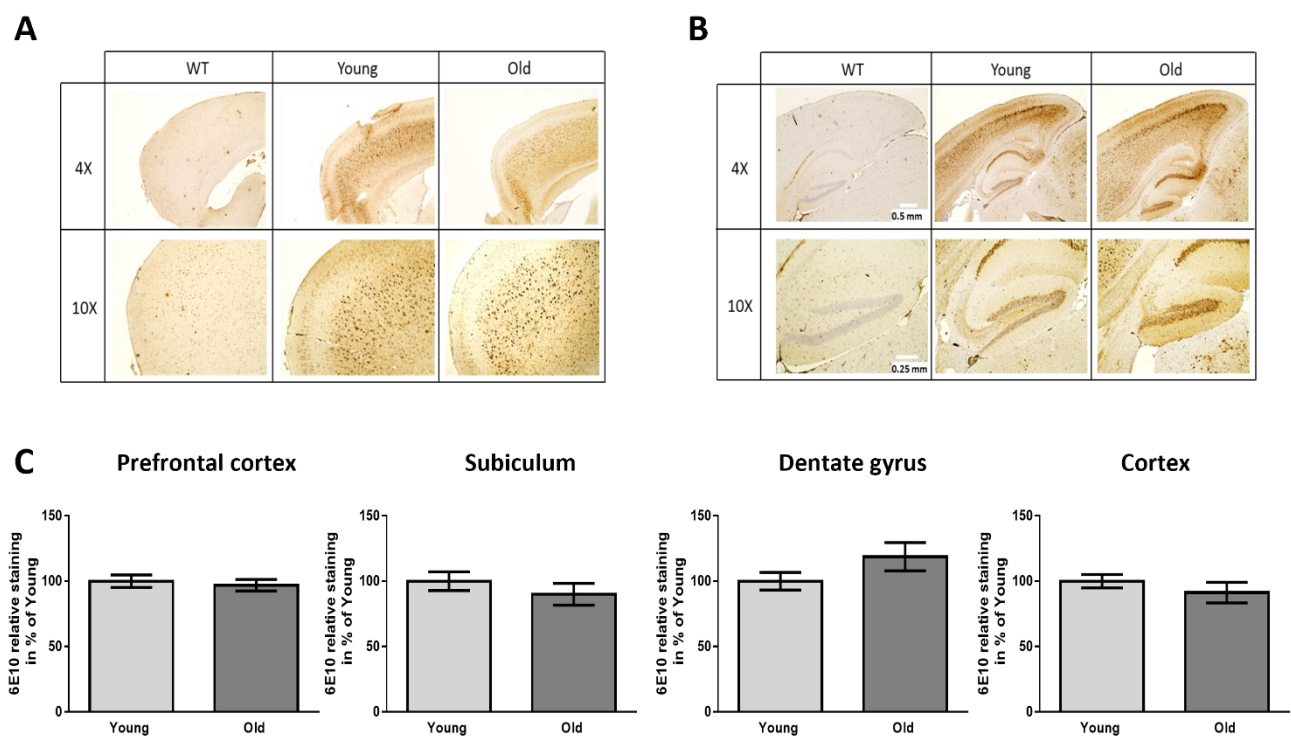 A
WT Young Old
4X
10X
B
WT Young Old
4X
0.5 mm
10X
0.25 mm
C
Prefrontal cortex
6E10 relative staining
in % of Young
150
100
50
0
Young Old
Subiculum
6E10 relative staining
in % of Young
150
100
50
0
Young Old
Dentate gyrus
6E10 relative staining
in % of Young
150
100
50
0
Young Old
Cortex
6E10 relative staining
in % of Young
150
100
50
0
Young Old